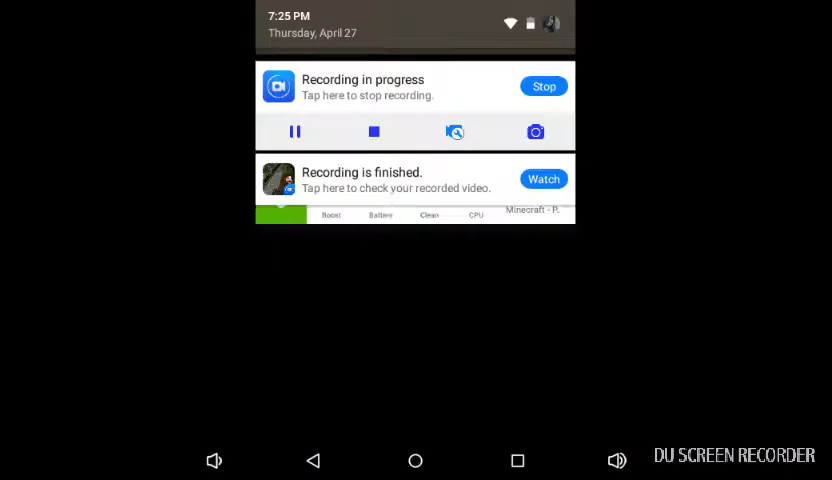 7:25 PM
Thursday, April 27
Recording in progress
Tap here to stop recording.
Stop
Recording is finished.
Tap here to check your recorded video.
Watch
Boost Battery Clean CPU Minecraft - P..
DU SCREEN RECORDER